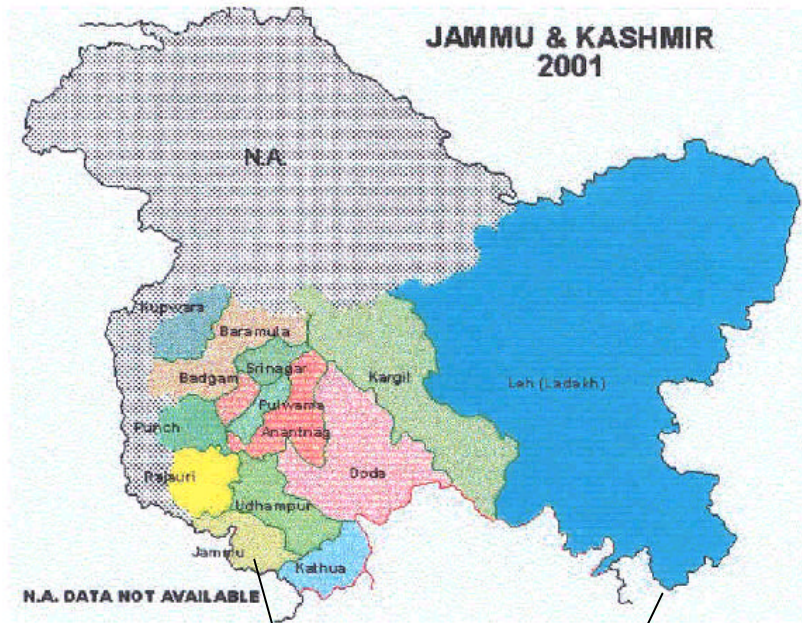 JAMMU & KASHMIR
2001
N.A.
Kupwara
Baramula
Srinagar
Badgam
Kargil
Leh (Ladakh)
Pulwama
Punch
Anantnag
Rajauri
Doda
Udhampur
Jammu
Kathua
N.A. DATA NOT AVAILABLE